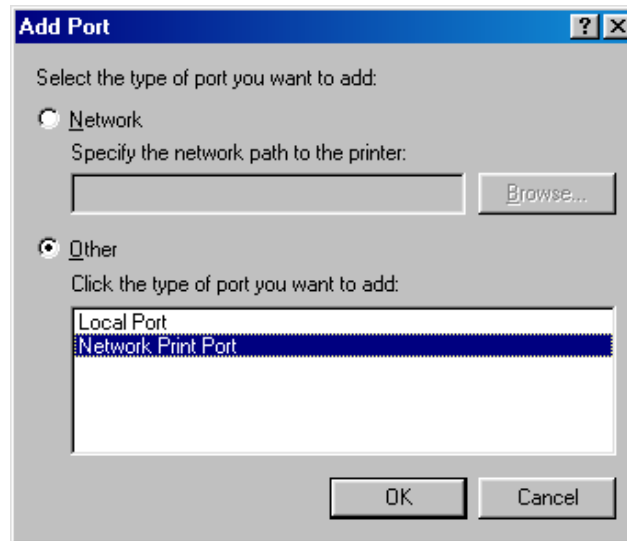 Add Port
Select the type of port you want to add:
Network
Specify the network path to the printer:
Browse...
Other
Click the type of port you want to add:
Local Port
Network Print Port
OK Cancel